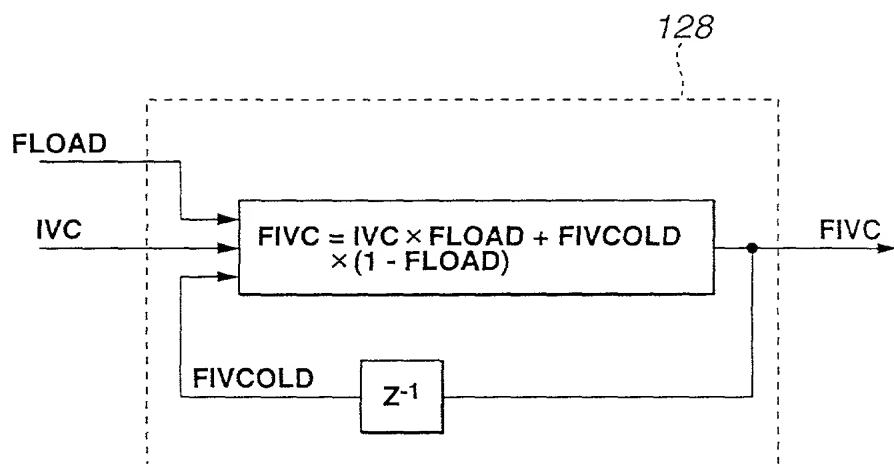 128
FLOAD
IVC
FIVC = IVC × FLOAD + FIVCOLD
× (1 - FLOAD)
FIVC
FIVCOLD
Z-1